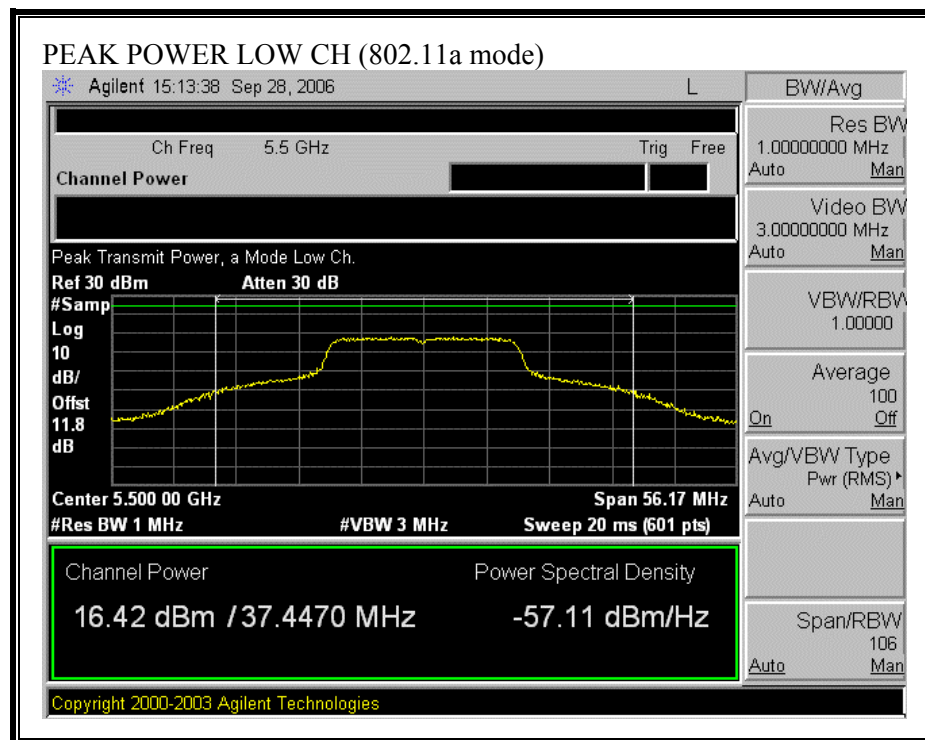 PEAK POWER LOW CH (802.11a mode)
Agilent 15:13:38 Sep 28, 2006 L
BW/Avg
Ch Freq 5.5 GHz Trig Free
Channel Power
Res BW
1.00000000 MHz
Auto Man
Video BW
3.00000000 MHz
Auto Man
Peak Transmit Power, a Mode Low Ch.
Ref 30 dBm Atten 30 dB
#Samp
Log
10
dB/
Offst
11.8
dB
VBW/RBW
1.00000
Average
100
On Off
Avg/VBW Type
Pwr (RMS)
Auto Man
Center 5.500 00 GHz Span 56.17 MHz
#Res BW 1 MHz #VBW 3 MHz Sweep 20 ms (601 pts)
Channel Power Power Spectral Density
16.42 dBm / 37.4470 MHz -57.11 dBm/Hz
Span/RBW
106
Auto Man
Copyright 2000-2003 Agilent Technologies